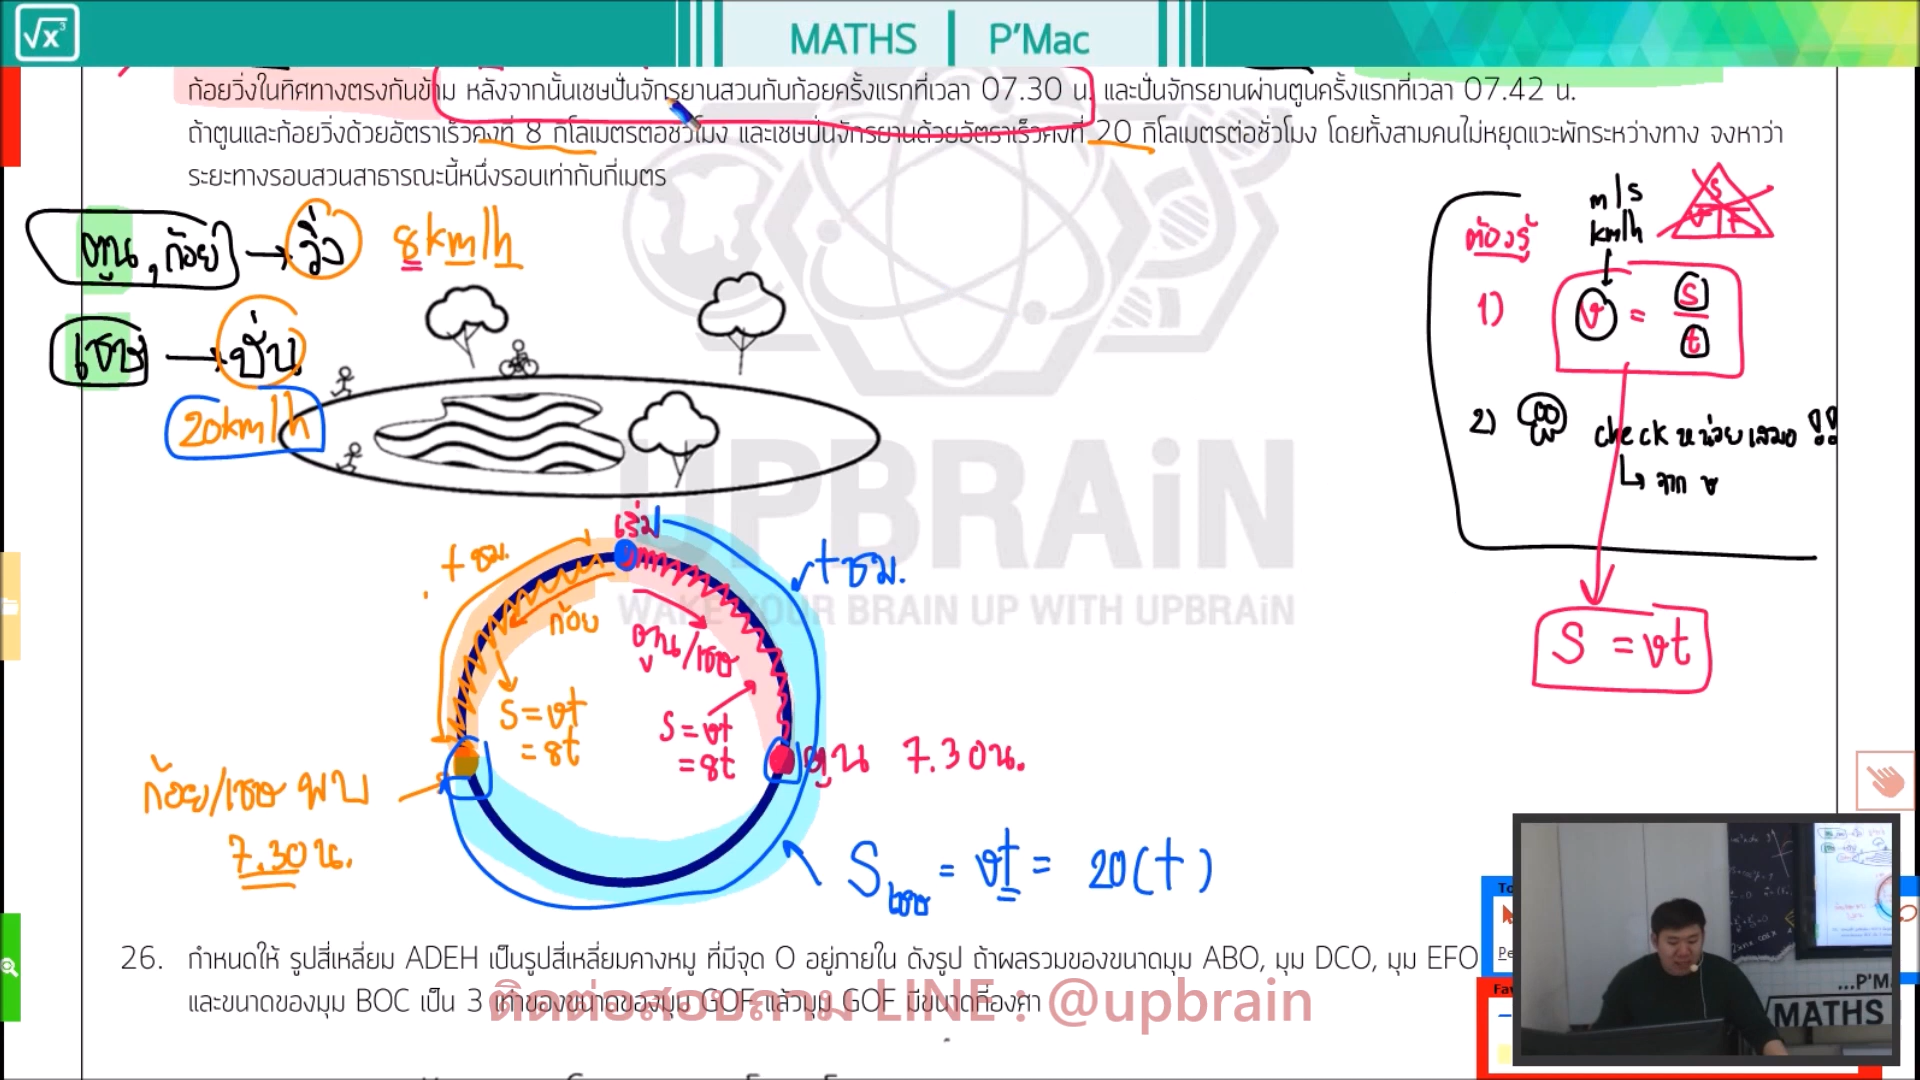 √x³
MATHS | P'Mac
ก้อยวิ่งในทิศทางตรงกันข้าม หลังจากนั้นเชษปั่นจักรยานสวนกับก้อยครั้งแรกที่เวลา 07.30 น. และปั่นจักรยานผ่านตูนครั้งแรกที่เวลา 07.42 น.
ถ้าตูนและก้อยวิ่งด้วยอัตราเร็วคงที่ 8 กิโลเมตรต่อชั่วโมง และเชษปั่นจักรยานด้วยอัตราเร็วคงที่ 20 กิโลเมตรต่อชั่วโมง โดยทั้งสามคนไม่หยุดแวะพักระหว่างทาง จงหาว่า
ระยะทางรอบสวนสาธารณะนี้หนึ่งรอบเท่ากับกี่เมตร
ตูน, ก้อย → วิ่ง 8km/h
เชษ → ปั่น
20km/h
ต้องรู้
m/s
km/h
S
V T
1) v = s/t
2) check หน่วยเสมอ !!
↳ จาก v
S = vt
UPBRAiN
WAKE YOUR BRAIN UP WITH UPBRAiN
เริ่ม
t ชม.
t ชม.
ก้อย
ตูน/เชษ
S = vt
= 8t
S = vt
= 8t
ตูน 7.30น.
ก้อย/เชษ พบ
7.30น.
S เชษ = vt = 20(t)
26. กำหนดให้ รูปสี่เหลี่ยม ADEH เป็นรูปสี่เหลี่ยมคางหมู ที่มีจุด O อยู่ภายใน ดังรูป ถ้าผลรวมของขนาดมุม ABO, มุม DCO, มุม EFO
และขนาดของมุม BOC เป็น 3 เท่าของขนาดของมุม GOF แล้วมุม GOF มีขนาดกี่องศา
ติดต่อสอบถาม LINE : @upbrain
To
Pe
Fav
...P'Ma
MATHS